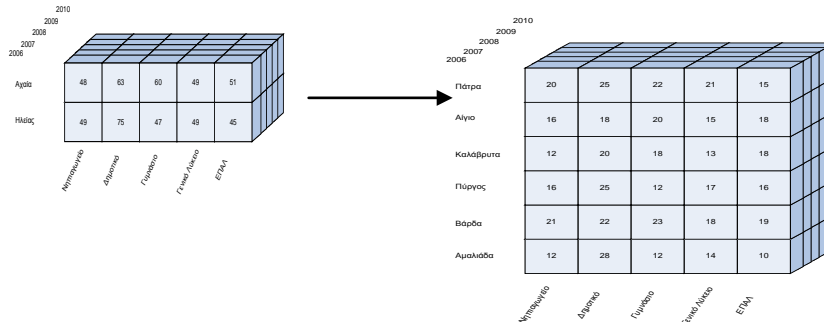 2010
2009
2008
2007
2006
Αχαΐα 48 63 60 49 51
Ηλείας 49 75 47 49 45
Νηπιαγωγείο Δημοτικό Γυμνάσιο Γενικό Λύκειο ΕΠΑΛ
2010
2009
2008
2007
2006
Πάτρα 20 25 22 21 15
Αίγιο 16 18 20 15 18
Καλάβρυτα 12 20 18 13 18
Πύργος 16 25 12 17 16
Βάρδα 21 22 23 18 19
Αμαλιάδα 12 28 12 14 10
Νηπιαγωγείο Δημοτικό Γυμνάσιο Γενικό Λύκειο ΕΠΑΛ